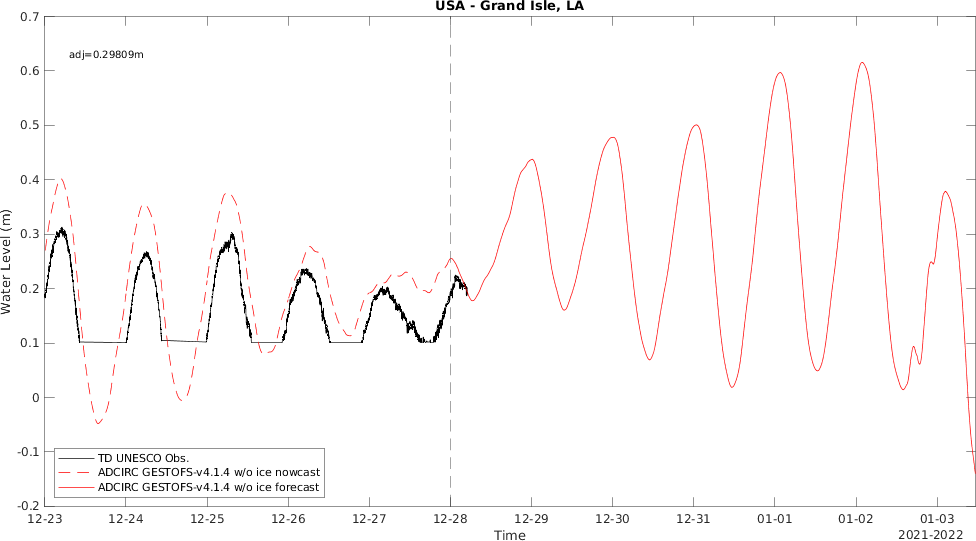 USA - Grand Isle, LA
adj=0.29809m
0.7
0.6
0.5
0.4
0.3
0.2
0.1
0
-0.1
-0.2
Water Level (m)
TD UNESCO Obs.
ADCIRC GESTOFS-v4.1.4 w/o ice nowcast
ADCIRC GESTOFS-v4.1.4 w/o ice forecast
12-23 12-24 12-25 12-26 12-27 12-28 12-29 12-30 12-31 01-01 01-02 01-03
Time
2021-2022